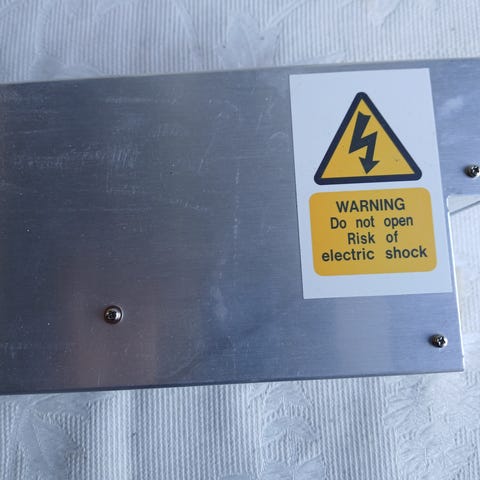 WARNING
Do not open
Risk of
electric shock